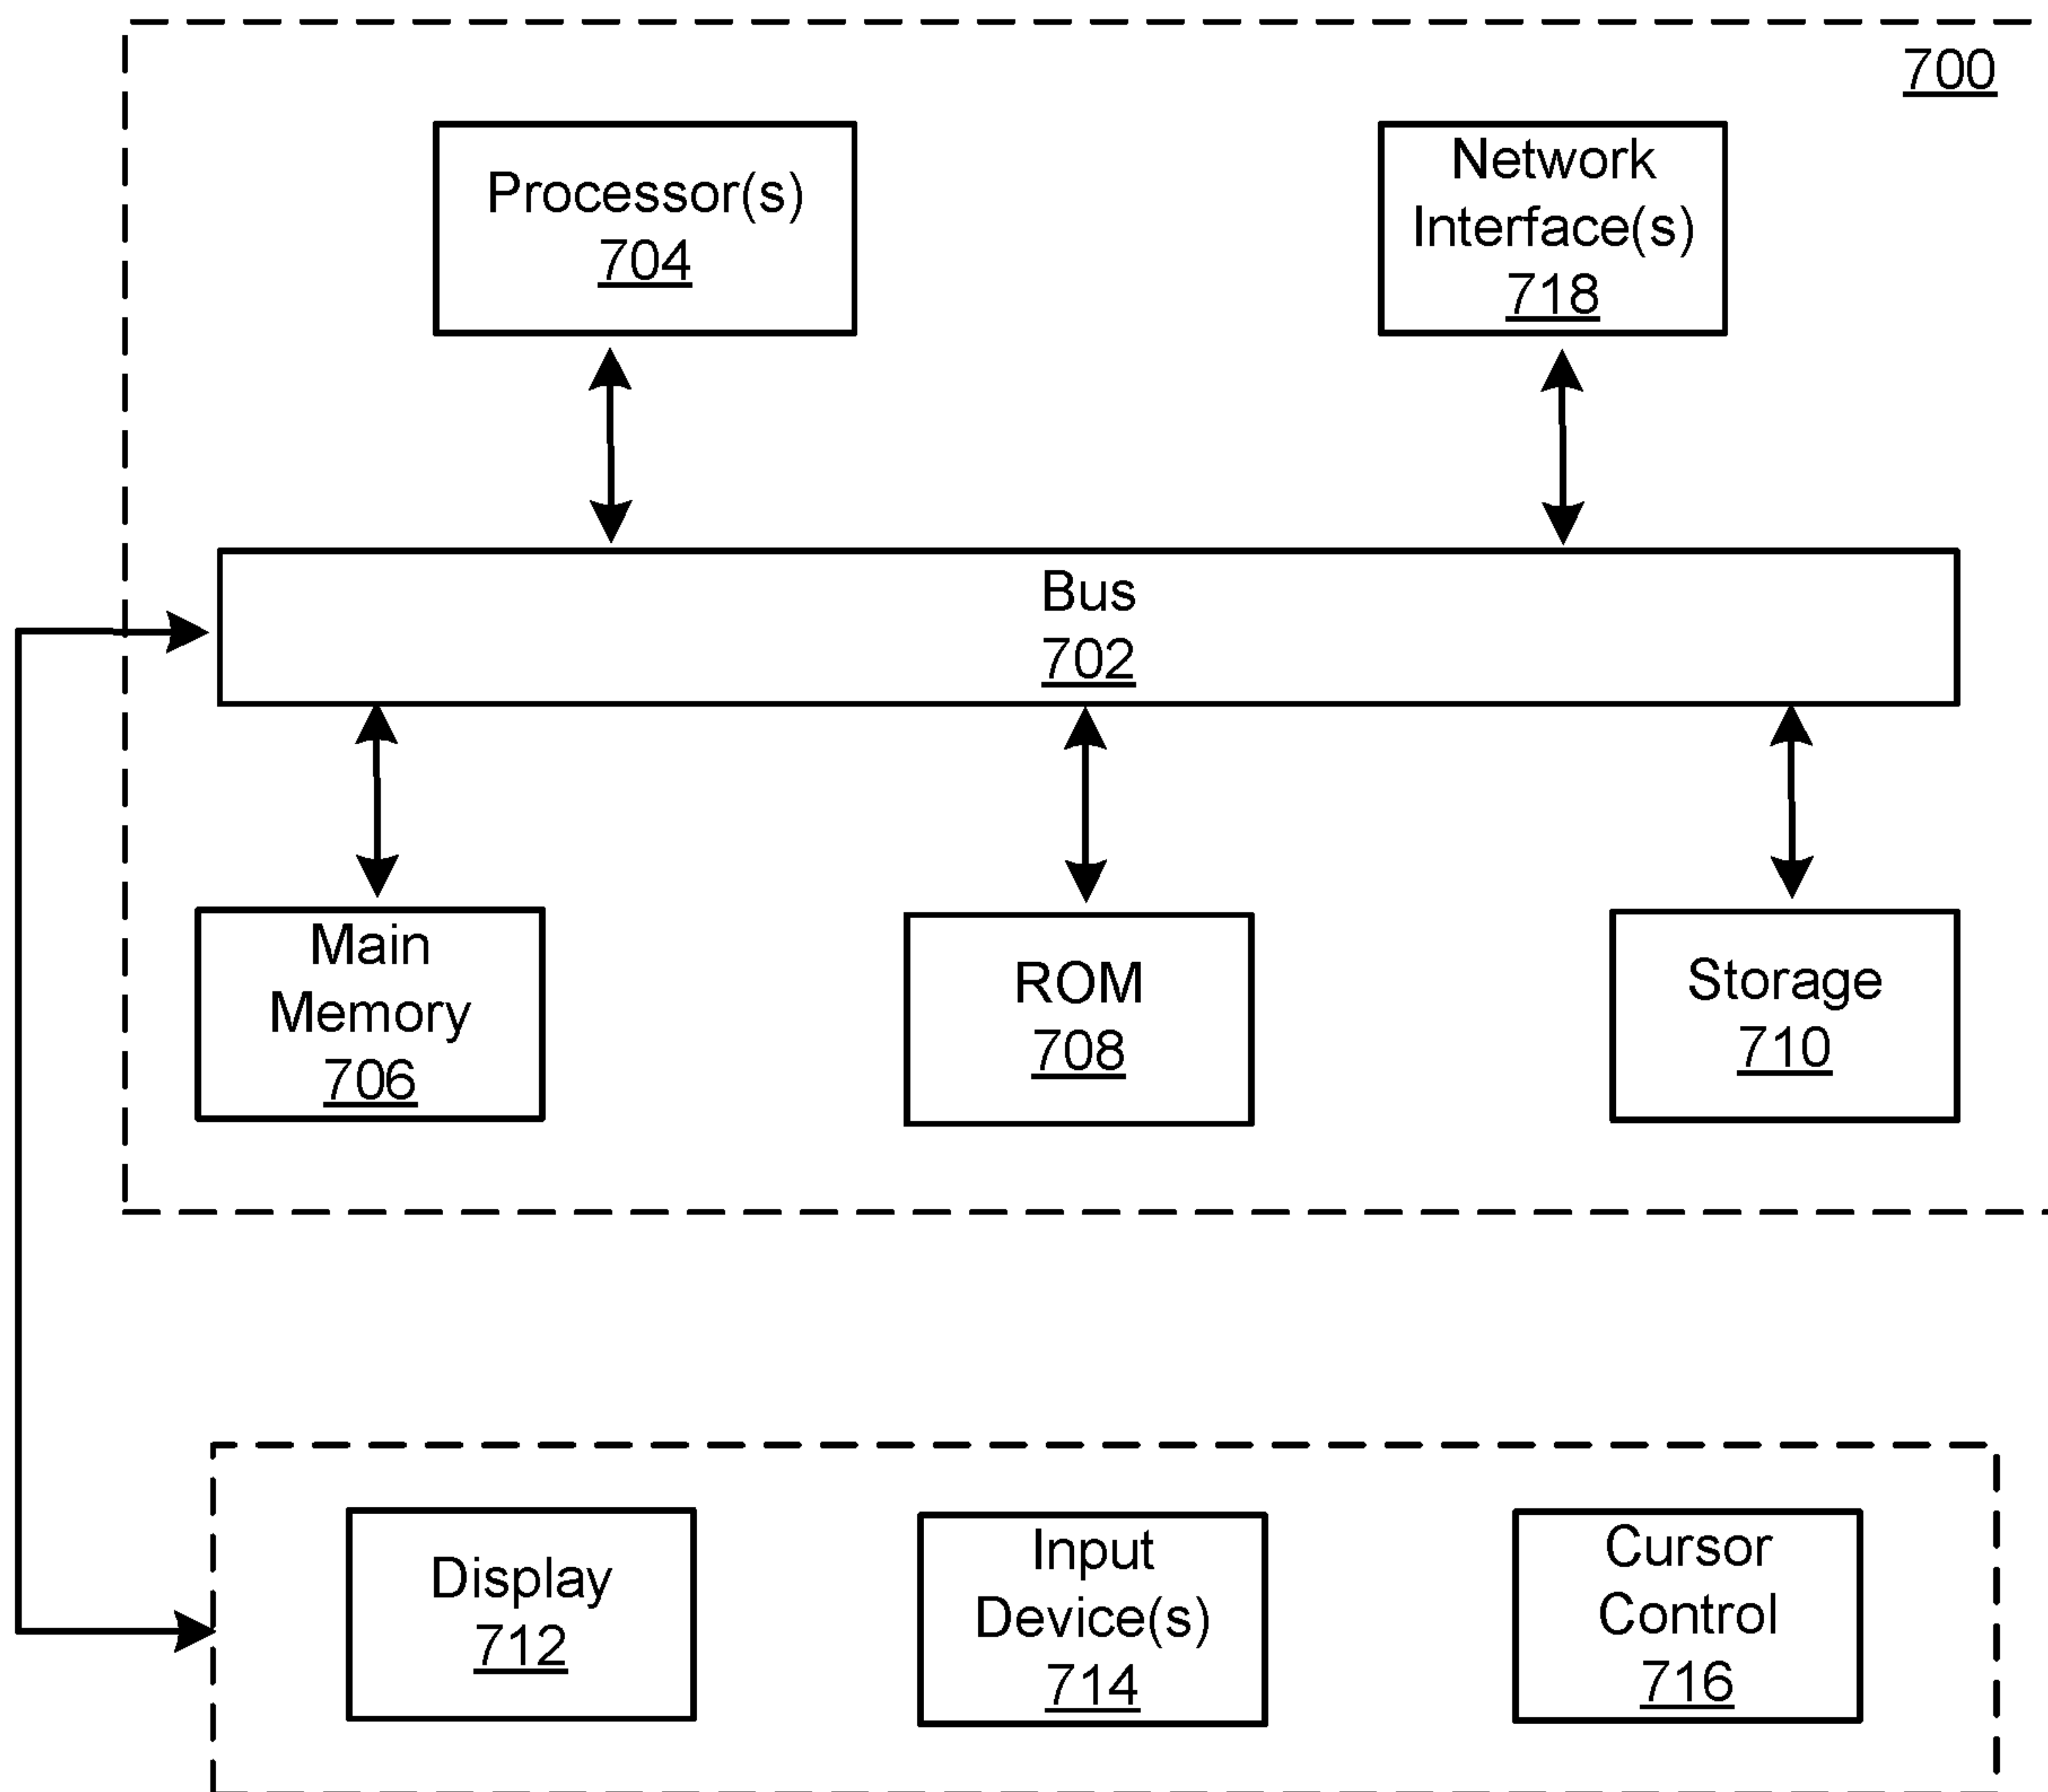 700
Processor(s)
704
Network
Interface(s)
718
Bus
702
Main
Memory
706
ROM
708
Storage
710
Display
712
Input
Device(s)
714
Cursor
Control
716